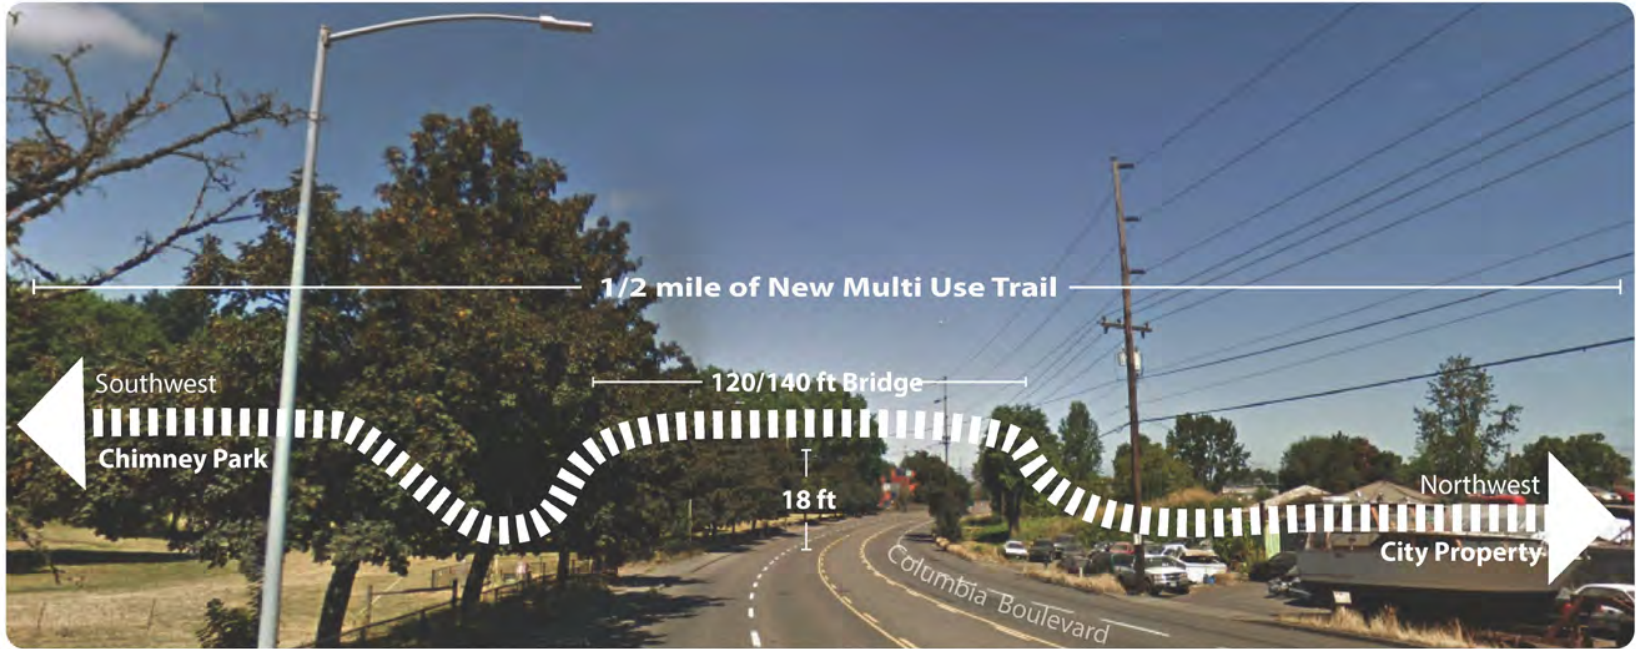 1/2 mile of New Multi Use Trail
120/140 ft Bridge
Southwest
Chimney Park
18 ft
Northwest
City Property
Columbia Boulevard